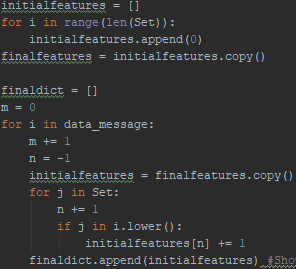 initialfeatures = []
for i in range(len(Set)):
    initialfeatures.append(0)
finalfeatures = initialfeatures.copy()

finaldict = []
m = 0
for i in data_message:
    m += 1
    n = -1
    initialfeatures = finalfeatures.copy()
    for j in Set:
        n += 1
        if j in i.lower():
            initialfeatures[n] += 1
    finaldict.append(initialfeatures) #Sho